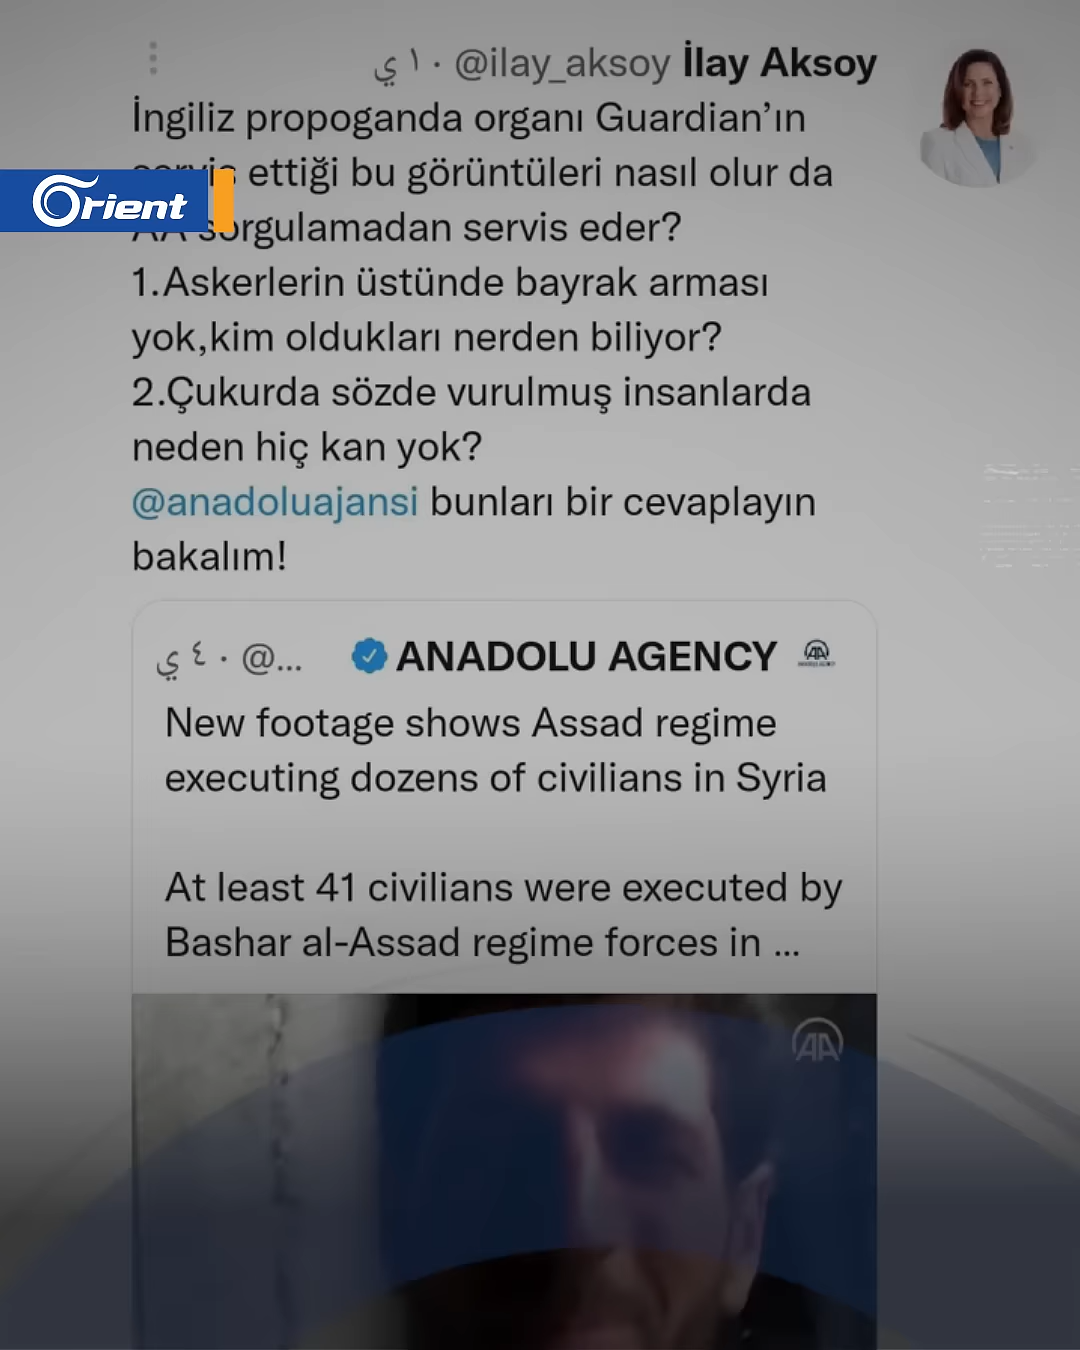 İlay Aksoy @ilay_aksoy · ١ ي
İngiliz propoganda organı Guardian’ın
servis ettiği bu görüntüleri nasıl olur da
Orient
AA sorgulamadan servis eder?
1.Askerlerin üstünde bayrak arması
yok,kim oldukları nerden biliyor?
2.Çukurda sözde vurulmuş insanlarda
neden hiç kan yok?
@anadoluajansi bunları bir cevaplayın
bakalım!
ANADOLU AGENCY @... · ٤ ي
New footage shows Assad regime
executing dozens of civilians in Syria
At least 41 civilians were executed by
Bashar al-Assad regime forces in ...
AA